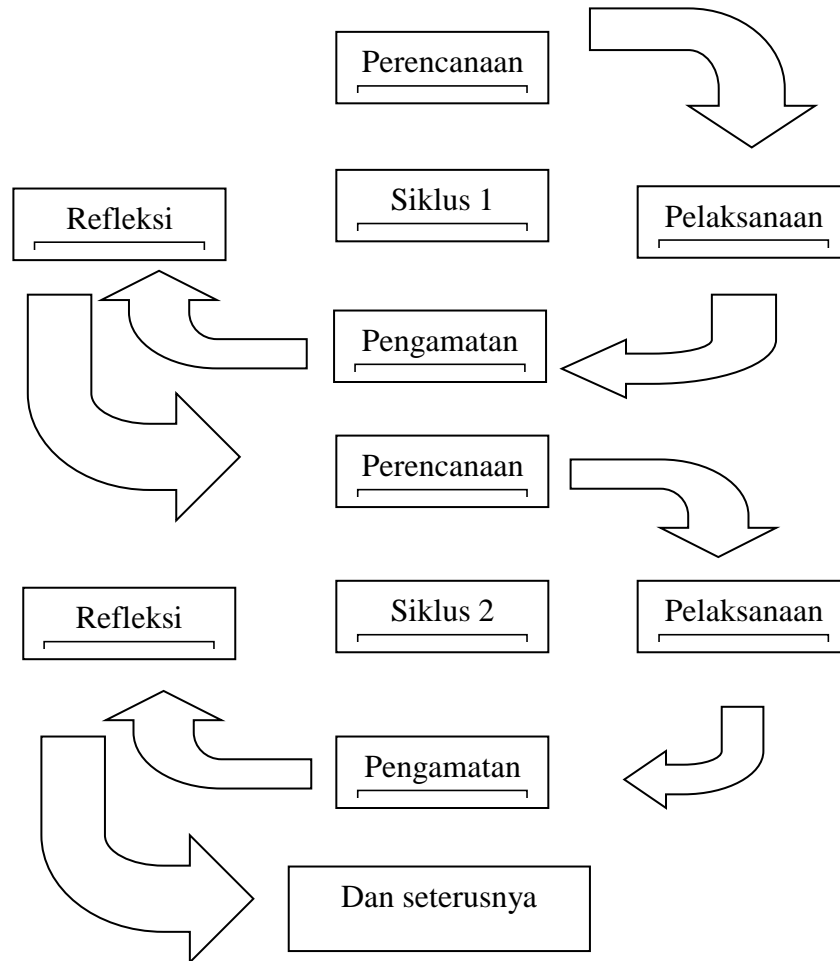 Perencanaan
Refleksi
Siklus 1
Pelaksanaan
Pengamatan
Perencanaan
Refleksi
Siklus 2
Pelaksanaan
Pengamatan
Dan seterusnya